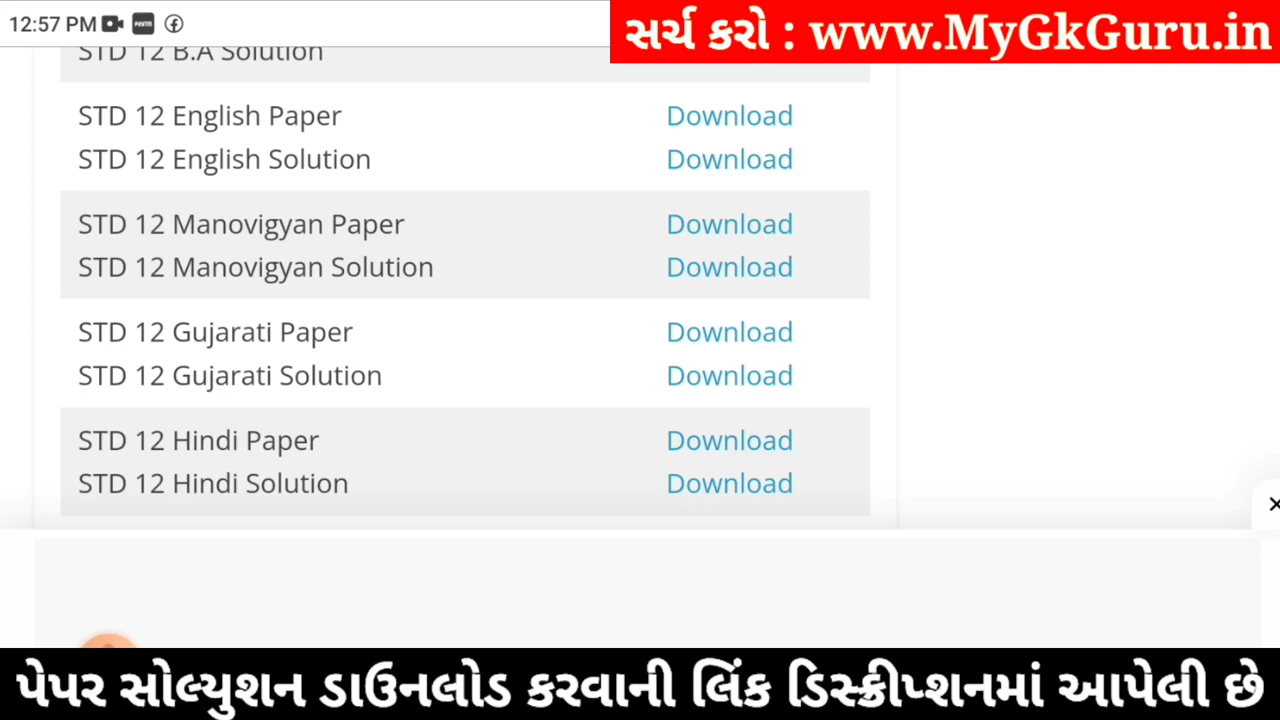 12:57 PM
સર્ચ કરો : www.MyGkGuru.in
STD 12 B.A Solution
STD 12 English Paper Download
STD 12 English Solution Download
STD 12 Manovigyan Paper Download
STD 12 Manovigyan Solution Download
STD 12 Gujarati Paper Download
STD 12 Gujarati Solution Download
STD 12 Hindi Paper Download
STD 12 Hindi Solution Download
પેપર સોલ્યુશન ડાઉનલોડ કરવાની લિંક ડિસ્ક્રીપ્શનમાં આપેલી છે